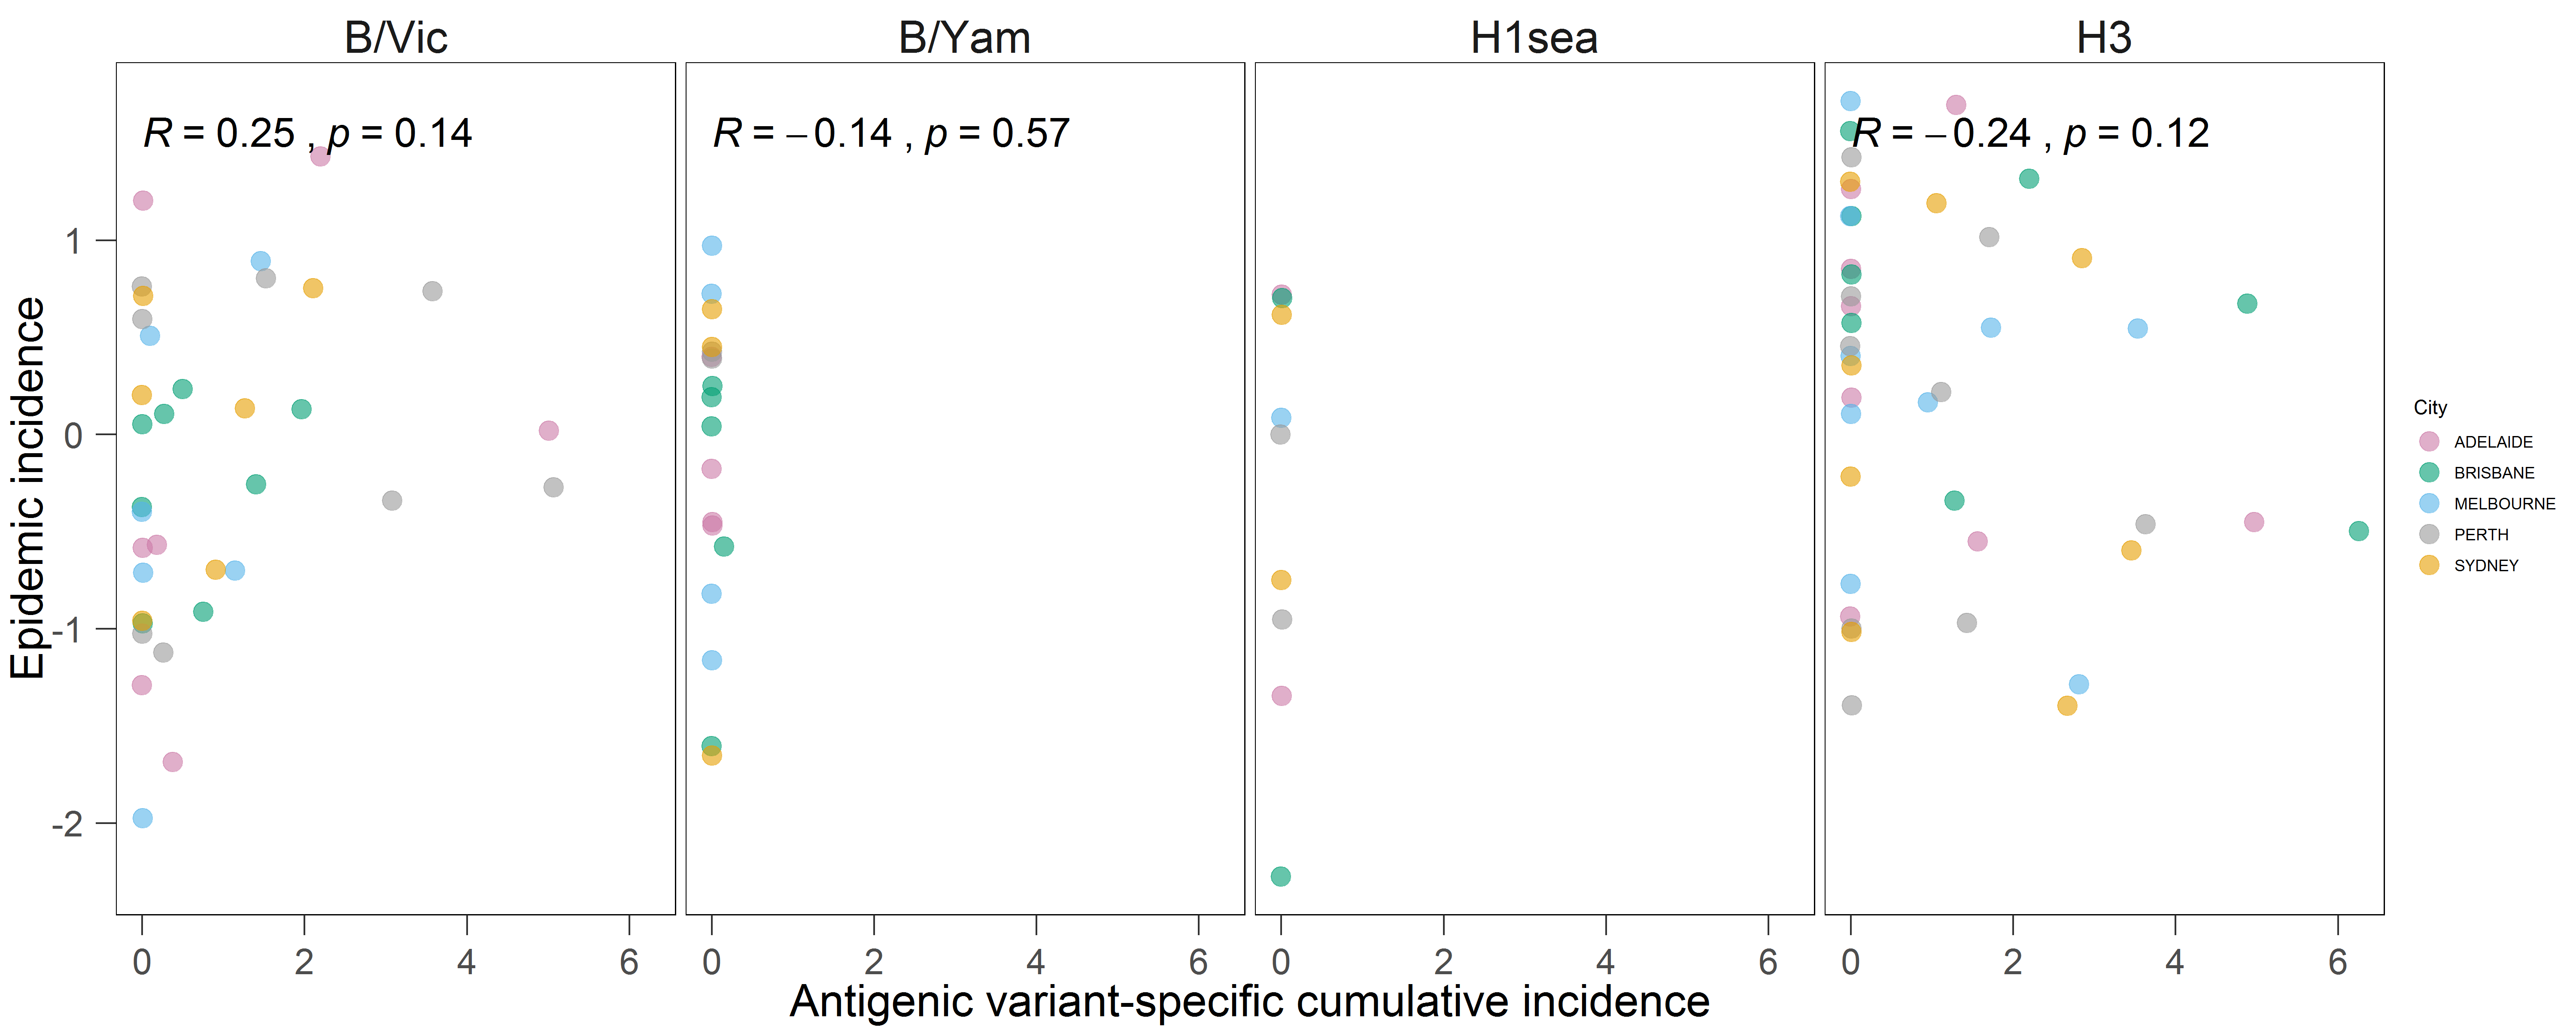 B/Vic B/Yam H1sea H3
R = 0.25 , p = 0.14 R = −0.14 , p = 0.57 R = −0.24 , p = 0.12
1
0
-1
-2
Epidemic incidence
City
ADELAIDE
BRISBANE
MELBOURNE
PERTH
SYDNEY
0 2 4 6 0 2 4 6 0 2 4 6 0 2 4 6
Antigenic variant-specific cumulative incidence